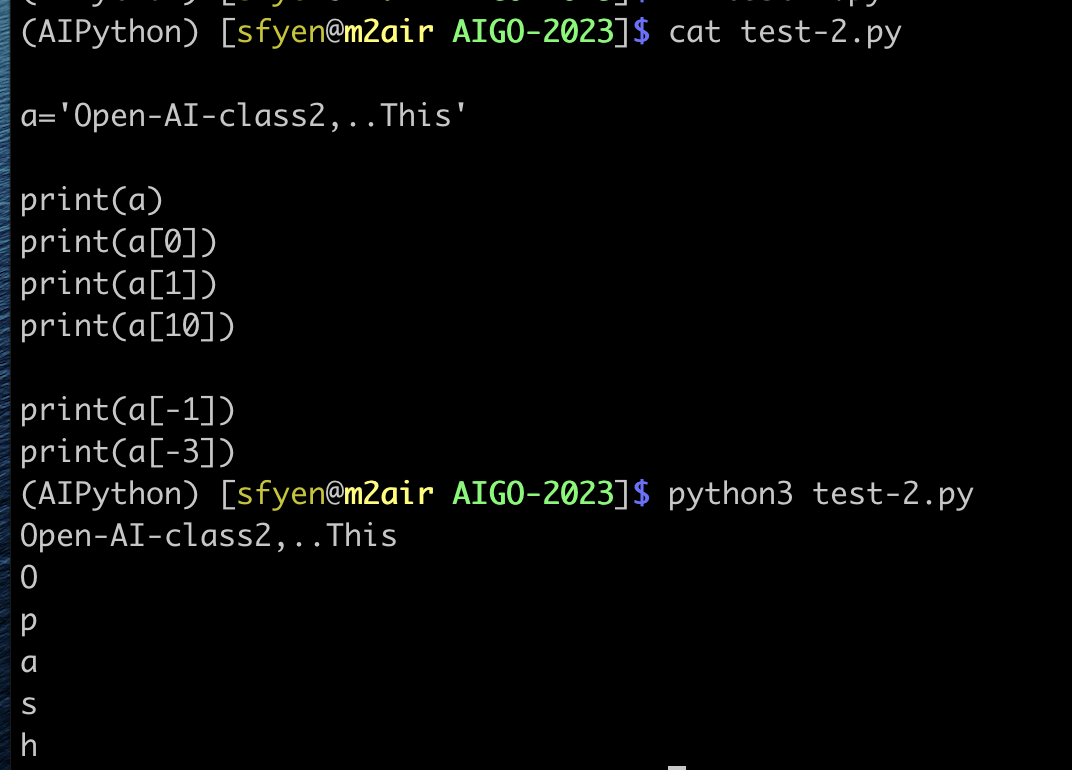 (AIPython) [sfyen@m2air AIGO-2023]$ cat test-2.py
a='Open-AI-class2,..This'
print(a)
print(a[0])
print(a[1])
print(a[10])
print(a[-1])
print(a[-3])
(AIPython) [sfyen@m2air AIGO-2023]$ python3 test-2.py
Open-AI-class2,..This
O
p
a
s
h